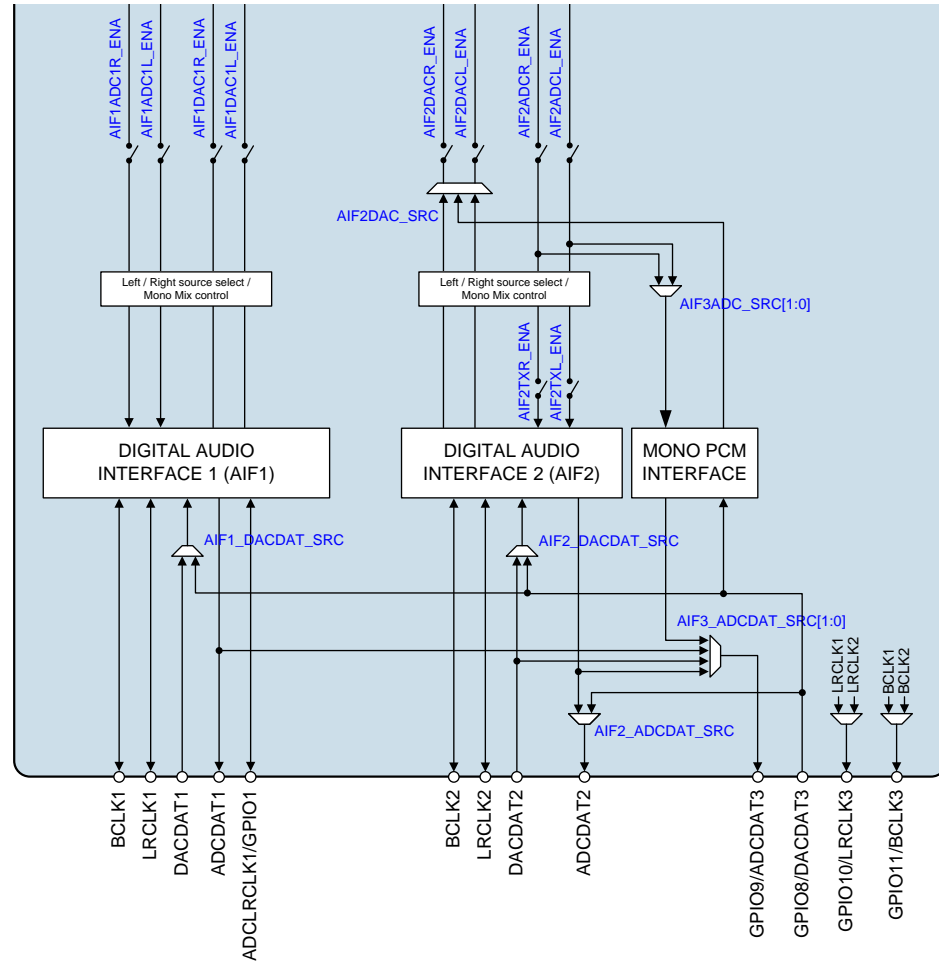 AIF1ADC1R_ENA
AIF1ADC1L_ENA
AIF1DAC1R_ENA
AIF1DAC1L_ENA
AIF2DACR_ENA
AIF2DACL_ENA
AIF2ADCR_ENA
AIF2ADCL_ENA
AIF2DAC_SRC
Left / Right source select /
Mono Mix control
Left / Right source select /
Mono Mix control
AIF3ADC_SRC[1:0]
AIF2TXR_ENA
AIF2TXL_ENA
DIGITAL AUDIO
INTERFACE 1 (AIF1)
DIGITAL AUDIO
INTERFACE 2 (AIF2)
MONO PCM
INTERFACE
AIF1_DACDAT_SRC
AIF2_DACDAT_SRC
AIF3_ADCDAT_SRC[1:0]
LRCLK1
LRCLK2
BCLK1
BCLK2
AIF2_ADCDAT_SRC
BCLK1
LRCLK1
DACDAT1
ADCDAT1
ADCLRCLK1/GPIO1
BCLK2
LRCLK2
DACDAT2
ADCDAT2
GPIO9/ADCDAT3
GPIO8/DACDAT3
GPIO10/LRCLK3
GPIO11/BCLK3